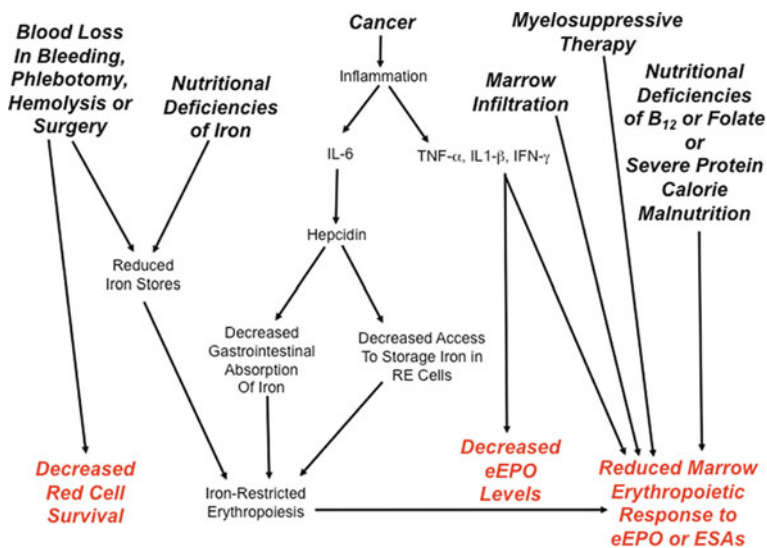 Blood Loss
In Bleeding,
Phlebotomy,
Hemolysis or
Surgery
Nutritional
Deficiencies
of Iron
Cancer
Inflammation
Myelosuppressive
Therapy
Marrow
Infiltration
Nutritional
Deficiencies
of B₁₂ or Folate
or
Severe Protein
Calorie
Malnutrition
IL-6
TNF-α, IL1-β, IFN-γ
Hepcidin
Reduced
Iron Stores
Decreased
Gastrointestinal
Absorption
Of Iron
Decreased Access
To Storage Iron in
RE Cells
Decreased
Red Cell
Survival
Iron-Restricted
Erythropoiesis
Decreased
eEPO
Levels
Reduced Marrow
Erythropoietic
Response to
eEPO or ESAs